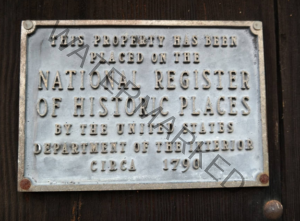 THIS PROPERTY HAS BEEN
PLACED ON THE
NATIONAL REGISTER
OF HISTORIC PLACES
BY THE UNITED STATES
DEPARTMENT OF THE INTERIOR
CIRCA 1790
WATERMARKED